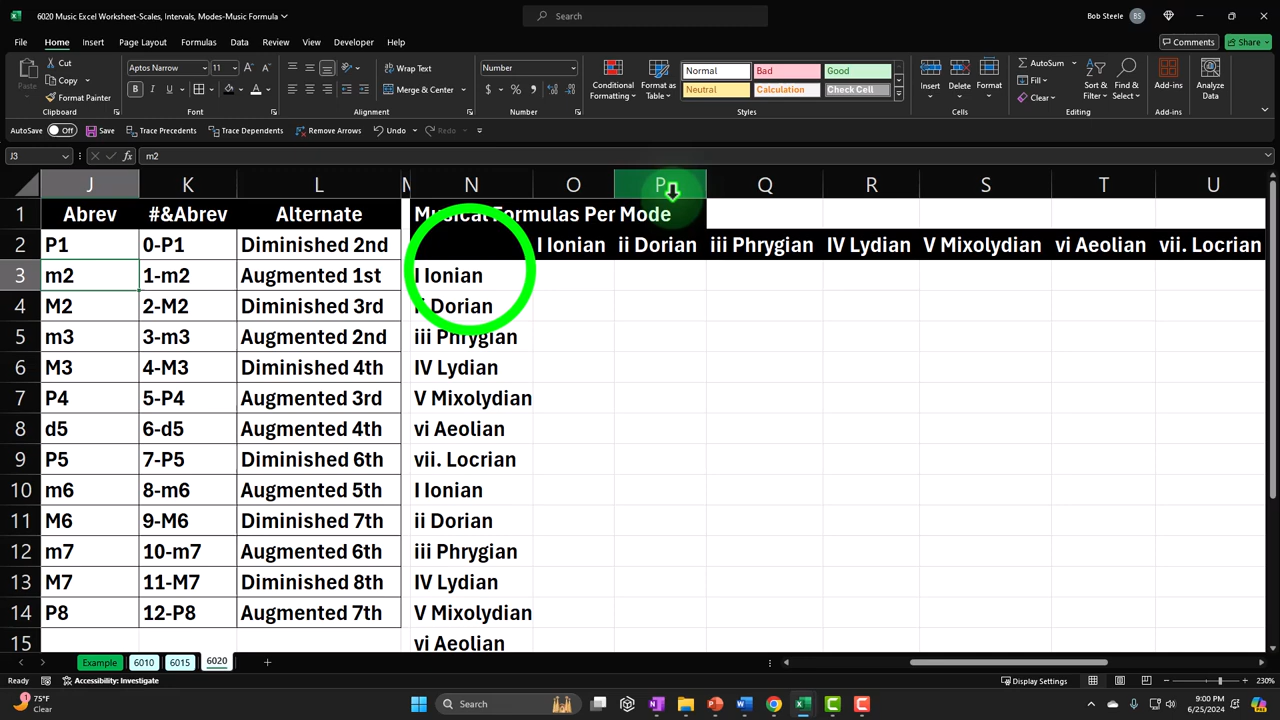 6020 Music Excel Worksheet-Scales, Intervals, Modes-Music Formula
Search
Bob Steele BS
File Home Insert Page Layout Formulas Data Review View Developer Help
Comments Share
Paste
Cut
Copy
Format Painter
Clipboard
Aptos Narrow 11
B I U
Font
Wrap Text
Merge & Center
Alignment
Number
$ % 9
Number
Conditional Formatting
Format as Table
Normal Bad Good
Neutral Calculation Check Cell
Styles
Insert Delete Format
Cells
AutoSum
Fill
Clear
Sort & Filter
Find & Select
Editing
Add-ins
Add-ins
Analyze Data
AutoSave Off Save Trace Precedents Trace Dependents Remove Arrows Undo Redo
J3 fx m2
J K L M N O P Q R S T U
1 Abrev #&Abrev Alternate Musical Formulas Per Mode
2 P1 0-P1 Diminished 2nd I Ionian ii Dorian iii Phrygian IV Lydian V Mixolydian vi Aeolian vii. Locrian
3 m2 1-m2 Augmented 1st I Ionian
4 M2 2-M2 Diminished 3rd ii Dorian
5 m3 3-m3 Augmented 2nd iii Phrygian
6 M3 4-M3 Diminished 4th IV Lydian
7 P4 5-P4 Augmented 3rd V Mixolydian
8 d5 6-d5 Augmented 4th vi Aeolian
9 P5 7-P5 Diminished 6th vii. Locrian
10 m6 8-m6 Augmented 5th I Ionian
11 M6 9-M6 Diminished 7th ii Dorian
12 m7 10-m7 Augmented 6th iii Phrygian
13 M7 11-M7 Diminished 8th IV Lydian
14 P8 12-P8 Augmented 7th V Mixolydian
15 vi Aeolian
Example 6010 6015 6020
Ready Accessibility: Investigate
Display Settings 230%
75°F
Clear
Search
9:00 PM
6/25/2024